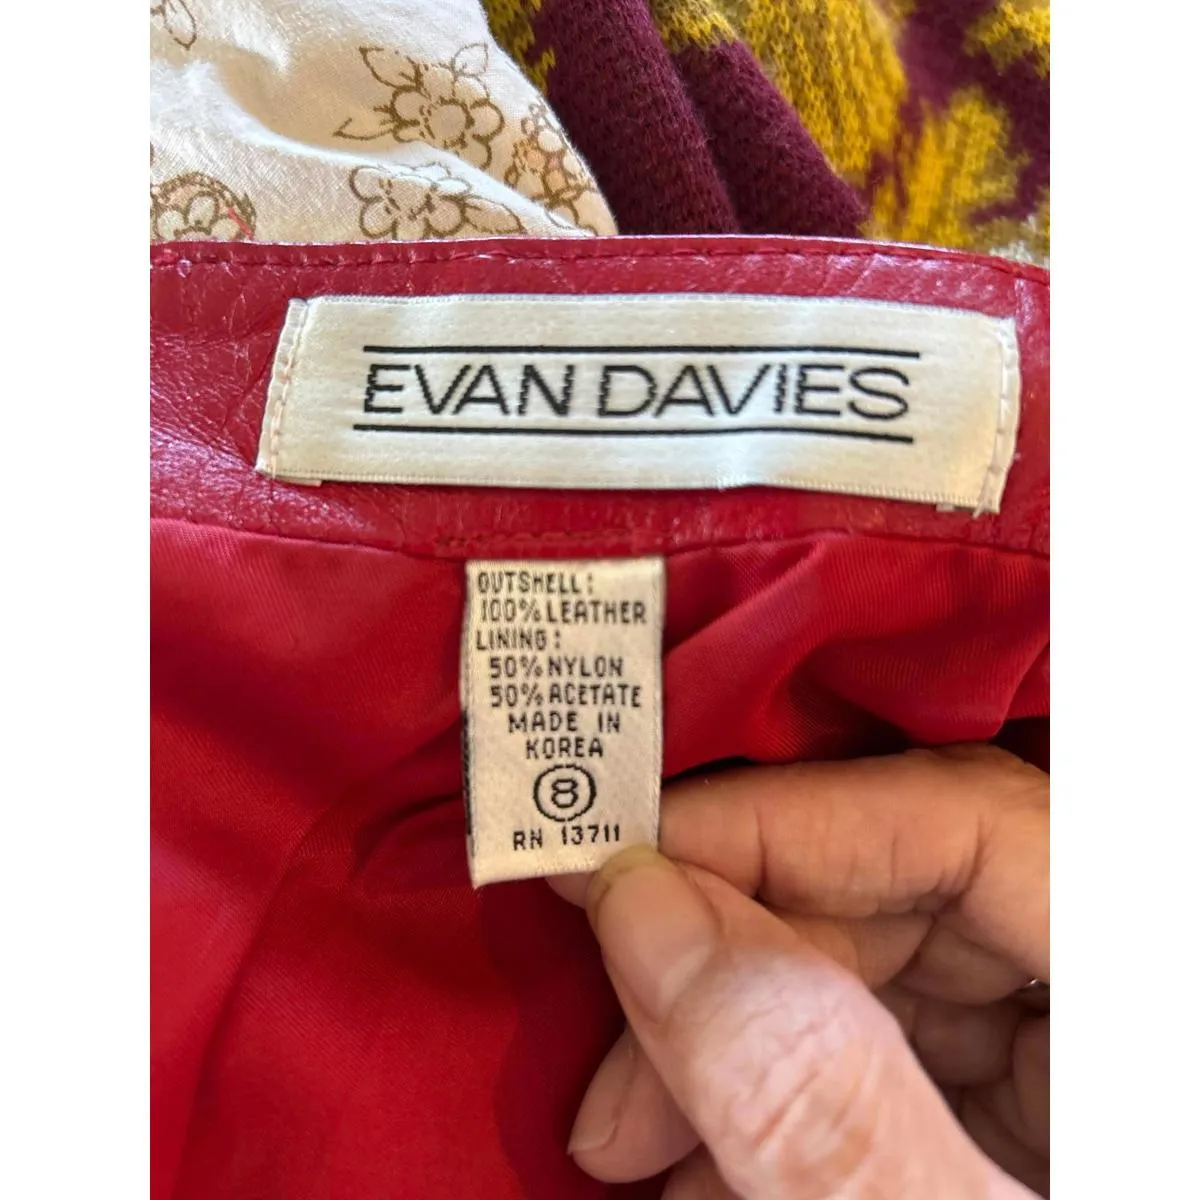 EVAN DAVIES
OUTSHELL:
100% LEATHER
LINING:
50% NYLON
50% ACETATE
MADE IN
KOREA
8
RN 13711